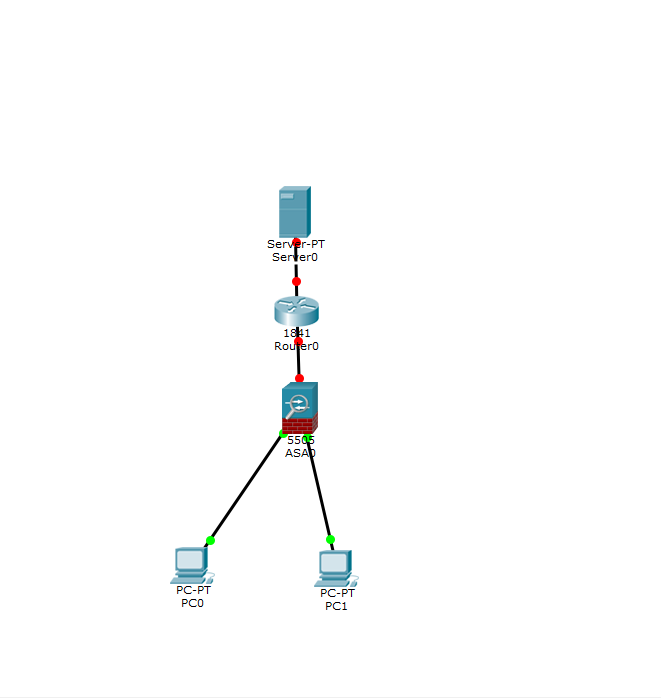 Server-PT
Server0
1841
Router0
5505
ASA0
PC-PT
PC0
PC-PT
PC1